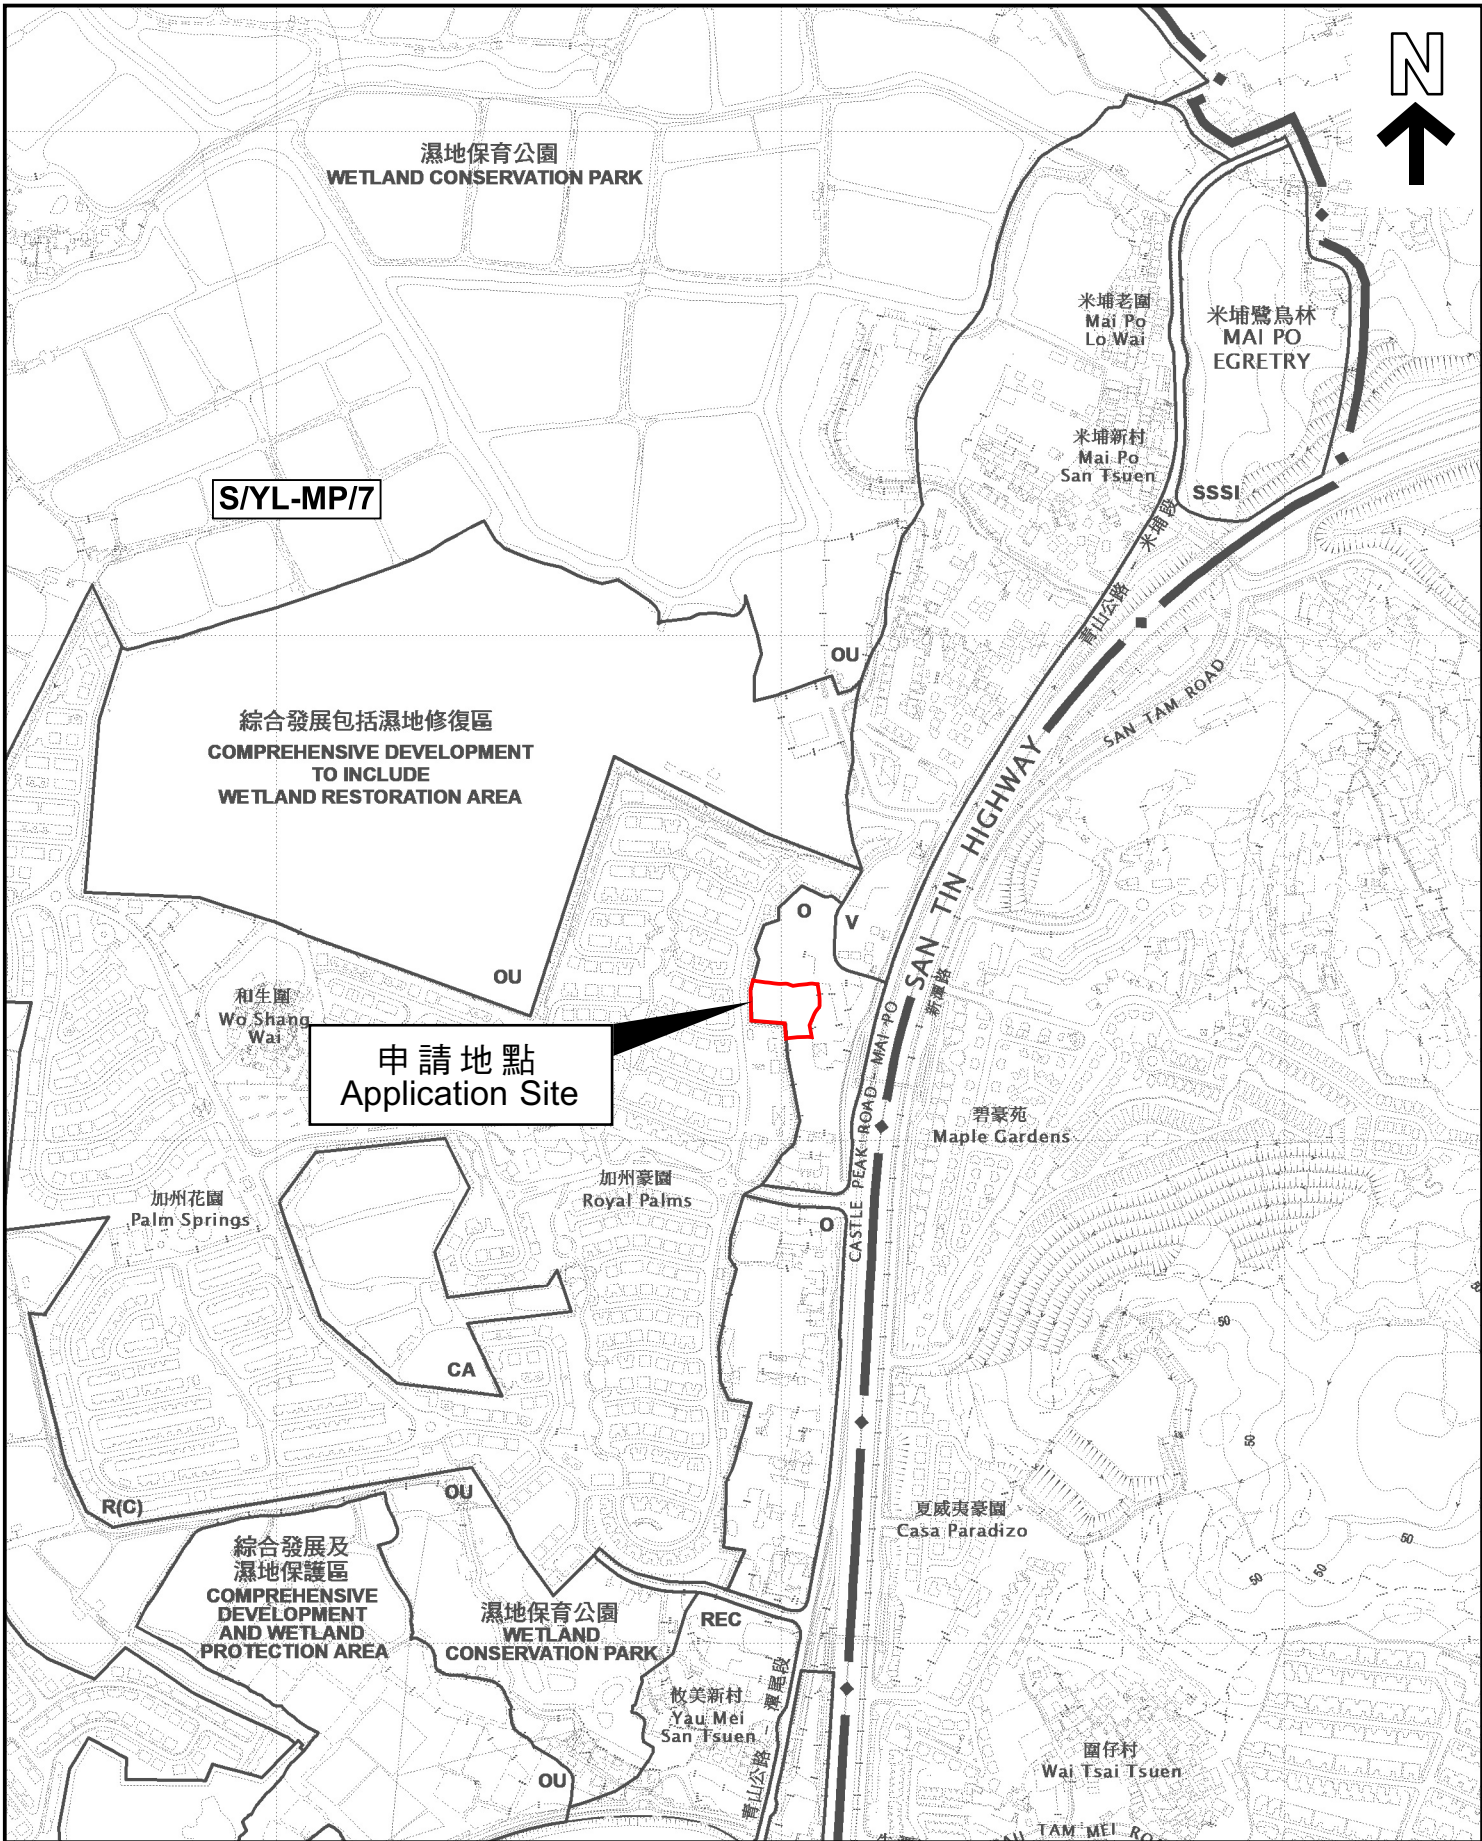 N
濕地保育公園
WETLAND CONSERVATION PARK
米埔老圍
Mai Po
Lo Wai
米埔鷺鳥林
MAI PO
EGRETRY
米埔新村
Mai Po
San Tsuen
SSSI
S/YL-MP/7
青山公路 - 米埔段
OU
SAN TAM ROAD
綜合發展包括濕地修復區
COMPREHENSIVE DEVELOPMENT
TO INCLUDE
WETLAND RESTORATION AREA
SAN TIN HIGHWAY
O
V
OU
新潭路
和生圍
Wo Shang
Wai
申請地點
Application Site
CASTLE PEAK ROAD - MAI PO
碧豪苑
Maple Gardens
加州豪園
Royal Palms
加州花園
Palm Springs
O
50
50
CA
50
R(C)
OU
夏威夷豪園
Casa Paradizo
50
50
50
綜合發展及
濕地保護區
COMPREHENSIVE
DEVELOPMENT
AND WETLAND
PROTECTION AREA
濕地保育公園
WETLAND
CONSERVATION PARK
REC
攸美新村
Yau Mei
San Tsuen
青山公路 - 潭尾段
圍仔村
Wai Tsai Tsuen
OU
TAM MEI